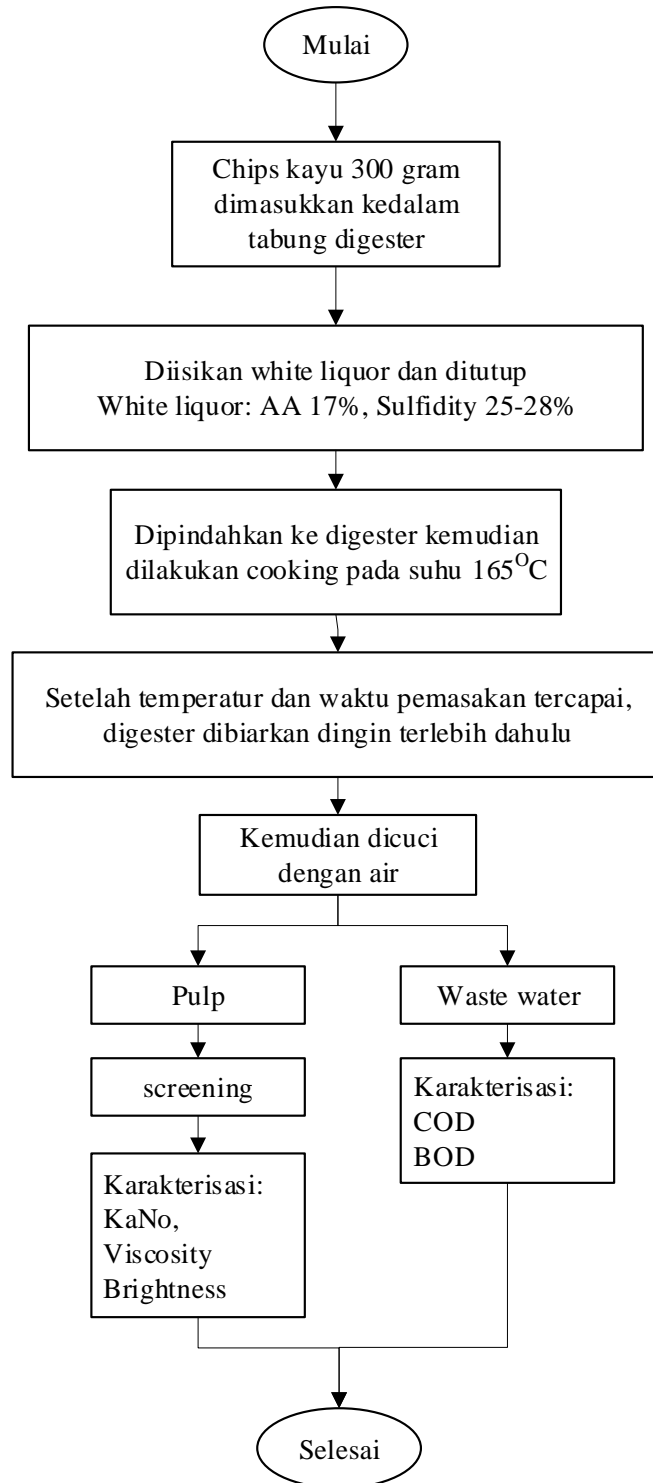 Mulai
Chips kayu 300 gram
dimasukkan kedalam
tabung digester
Diisikan white liquor dan ditutup
White liquor: AA 17%, Sulfidity 25-28%
Dipindahkan ke digester kemudian
dilakukan cooking pada suhu 165ᴼC
Setelah temperatur dan waktu pemasakan tercapai,
digester dibiarkan dingin terlebih dahulu
Kemudian dicuci
dengan air
Pulp
Waste water
screening
Karakterisasi:
COD
BOD
Karakterisasi:
KaNo,
Viscosity
Brightness
Selesai